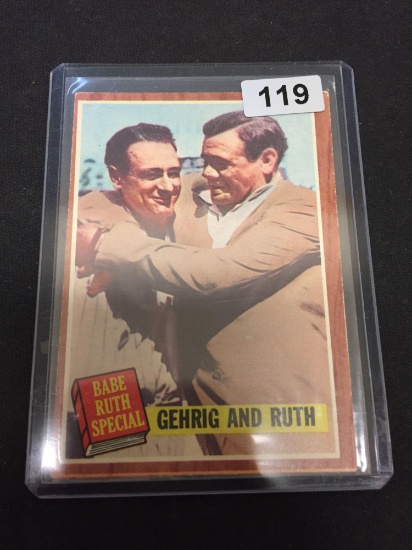 119
BABE
RUTH
SPECIAL
GEHRIG AND RUTH